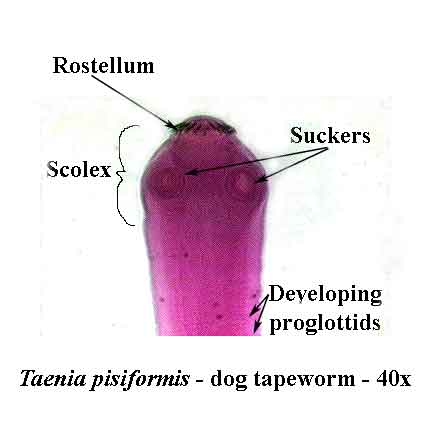 Rostellum
Suckers
Scolex
Developing
proglottids
Taenia pisiformis - dog tapeworm - 40x